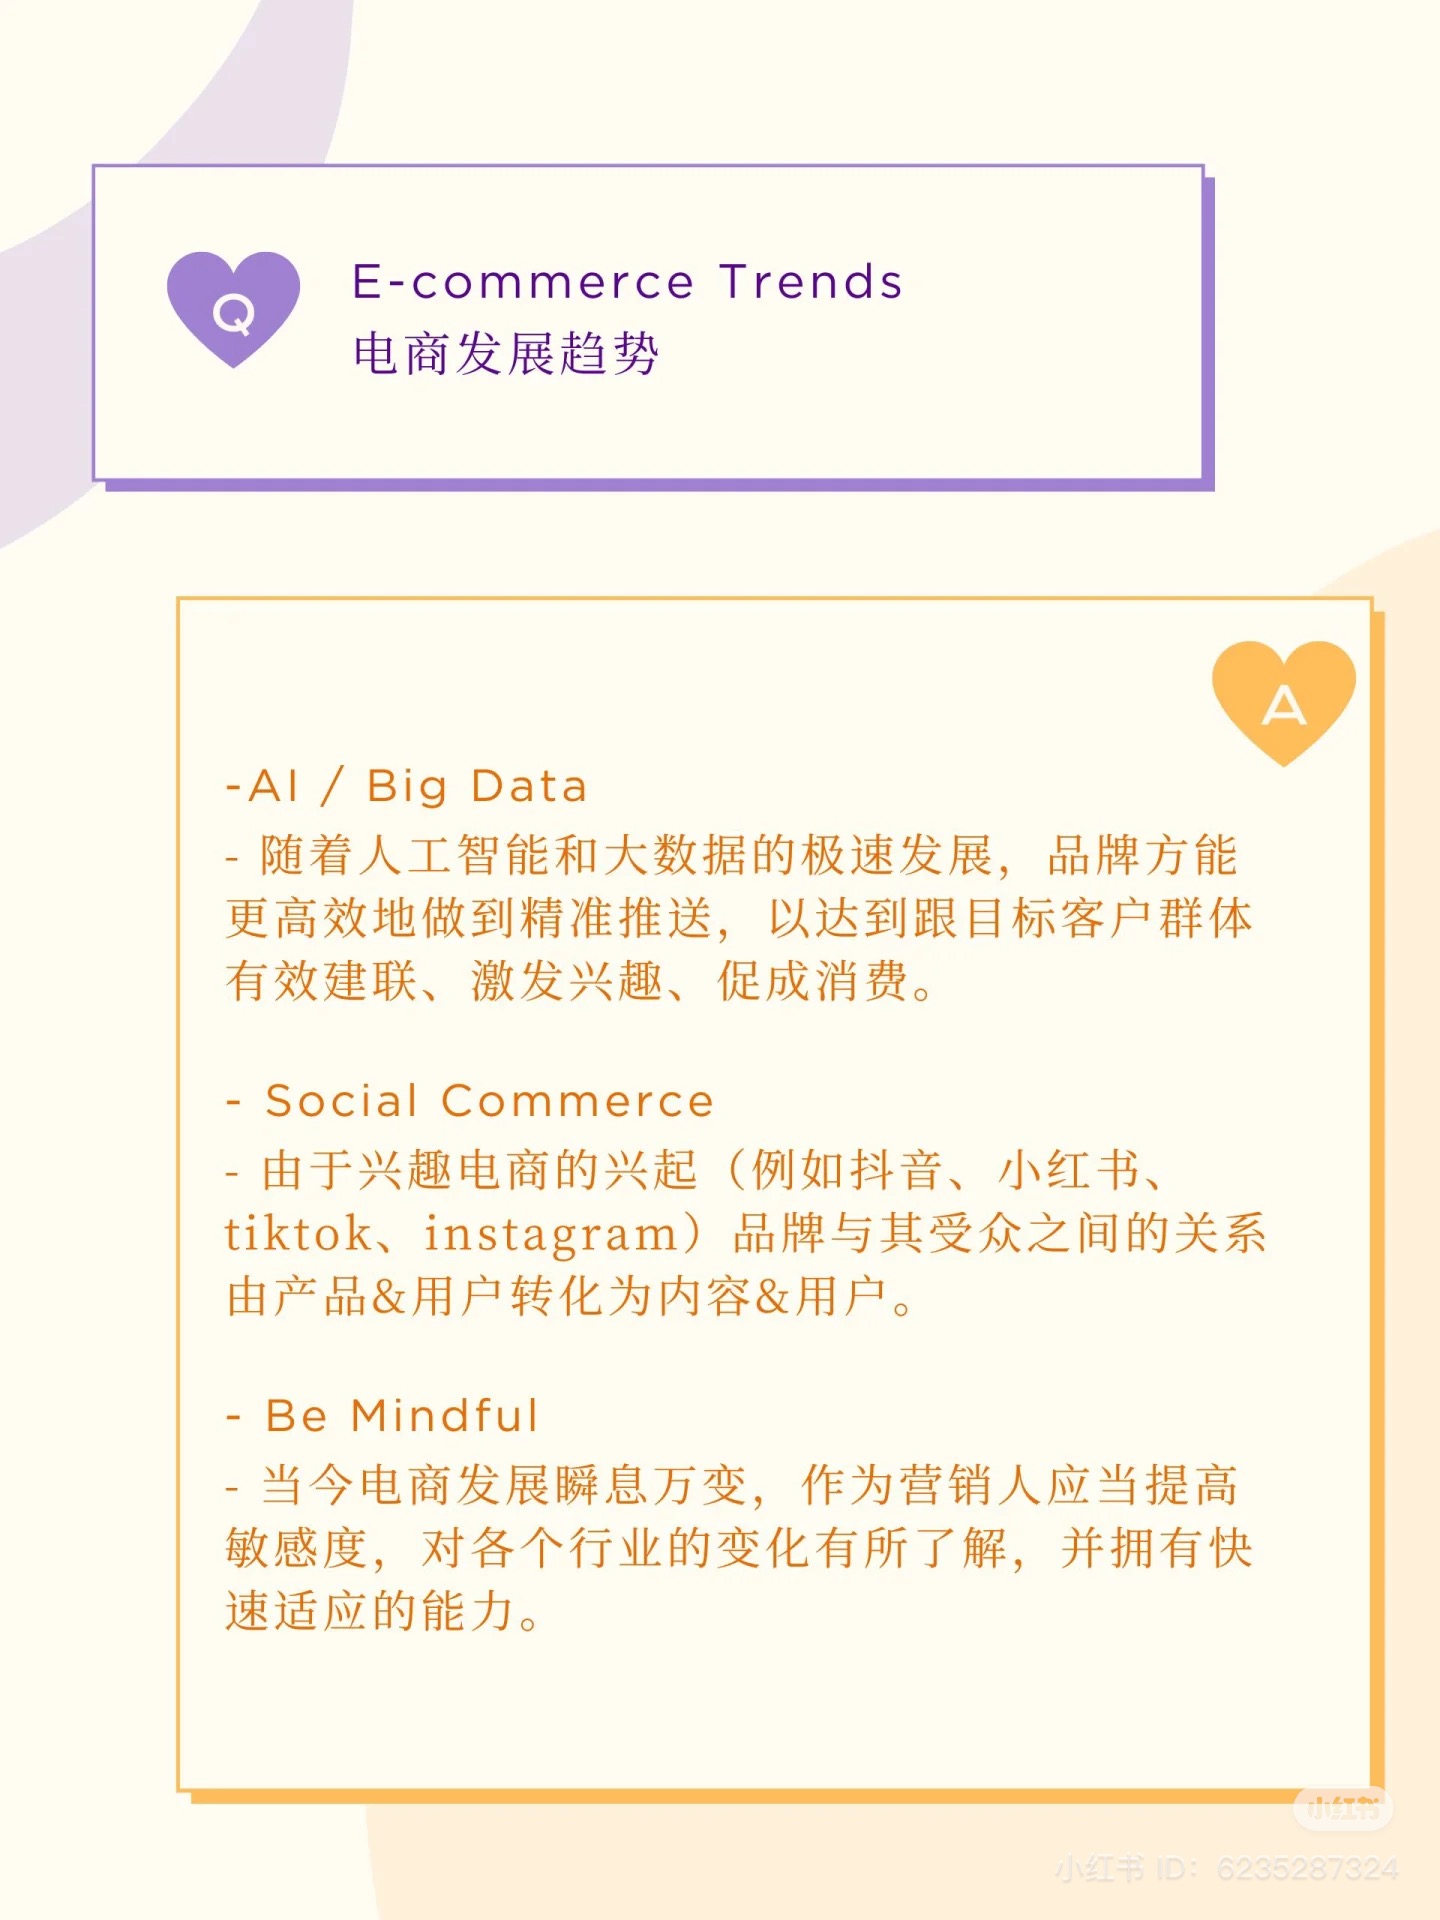 Q
E-commerce Trends
电商发展趋势
A
-AI / Big Data
- 随着人工智能和大数据的极速发展，品牌方能
更高效地做到精准推送，以达到跟目标客户群体
有效建联、激发兴趣、促成消费。
- Social Commerce
- 由于兴趣电商的兴起（例如抖音、小红书、
tiktok、instagram）品牌与其受众之间的关系
由产品&用户转化为内容&用户。
- Be Mindful
- 当今电商发展瞬息万变，作为营销人应当提高
敏感度，对各个行业的变化有所了解，并拥有快
速适应的能力。
小红书
小红书 ID：6235287324